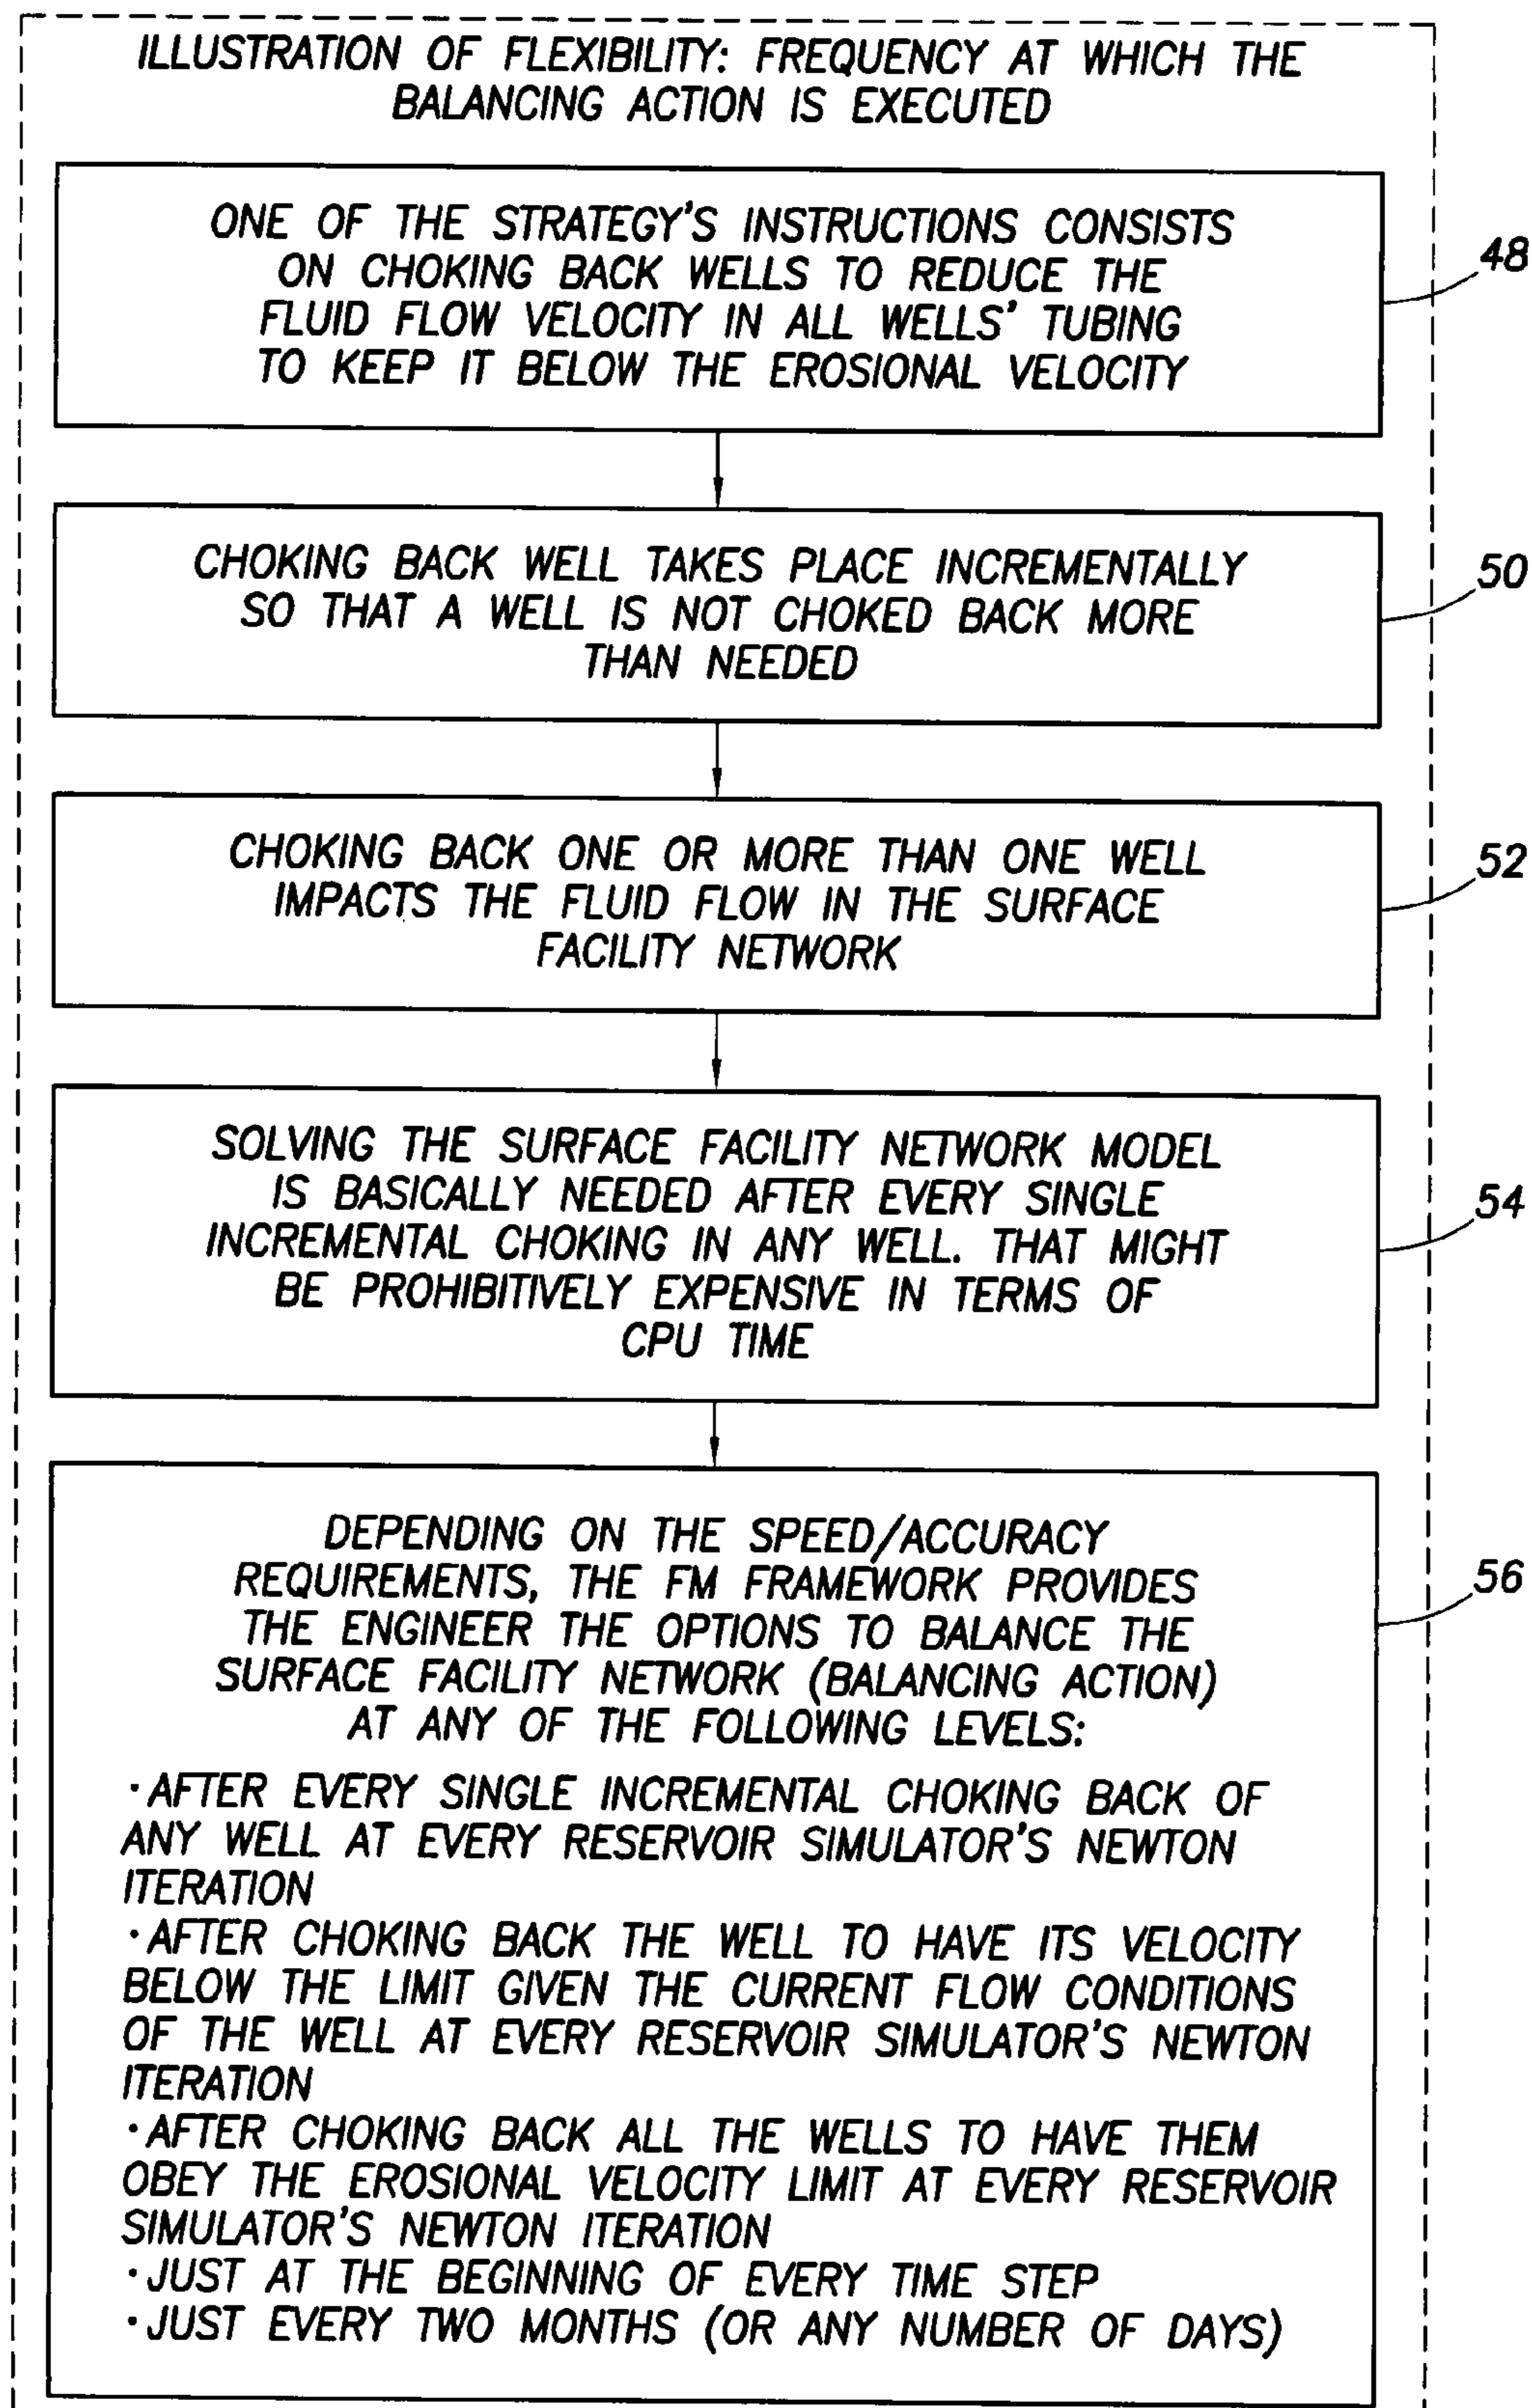 ILLUSTRATION OF FLEXIBILITY: FREQUENCY AT WHICH THE
BALANCING ACTION IS EXECUTED
ONE OF THE STRATEGY'S INSTRUCTIONS CONSISTS
ON CHOKING BACK WELLS TO REDUCE THE
FLUID FLOW VELOCITY IN ALL WELLS' TUBING
TO KEEP IT BELOW THE EROSIONAL VELOCITY
48
CHOKING BACK WELL TAKES PLACE INCREMENTALLY
SO THAT A WELL IS NOT CHOKED BACK MORE
THAN NEEDED
50
CHOKING BACK ONE OR MORE THAN ONE WELL
IMPACTS THE FLUID FLOW IN THE SURFACE
FACILITY NETWORK
52
SOLVING THE SURFACE FACILITY NETWORK MODEL
IS BASICALLY NEEDED AFTER EVERY SINGLE
INCREMENTAL CHOKING IN ANY WELL. THAT MIGHT
BE PROHIBITIVELY EXPENSIVE IN TERMS OF
CPU TIME
54
DEPENDING ON THE SPEED/ACCURACY
REQUIREMENTS, THE FM FRAMEWORK PROVIDES
THE ENGINEER THE OPTIONS TO BALANCE THE
SURFACE FACILITY NETWORK (BALANCING ACTION)
AT ANY OF THE FOLLOWING LEVELS:
·AFTER EVERY SINGLE INCREMENTAL CHOKING BACK OF
ANY WELL AT EVERY RESERVOIR SIMULATOR'S NEWTON
ITERATION
·AFTER CHOKING BACK THE WELL TO HAVE ITS VELOCITY
BELOW THE LIMIT GIVEN THE CURRENT FLOW CONDITIONS
OF THE WELL AT EVERY RESERVOIR SIMULATOR'S NEWTON
ITERATION
·AFTER CHOKING BACK ALL THE WELLS TO HAVE THEM
OBEY THE EROSIONAL VELOCITY LIMIT AT EVERY RESERVOIR
SIMULATOR'S NEWTON ITERATION
·JUST AT THE BEGINNING OF EVERY TIME STEP
·JUST EVERY TWO MONTHS (OR ANY NUMBER OF DAYS)
56